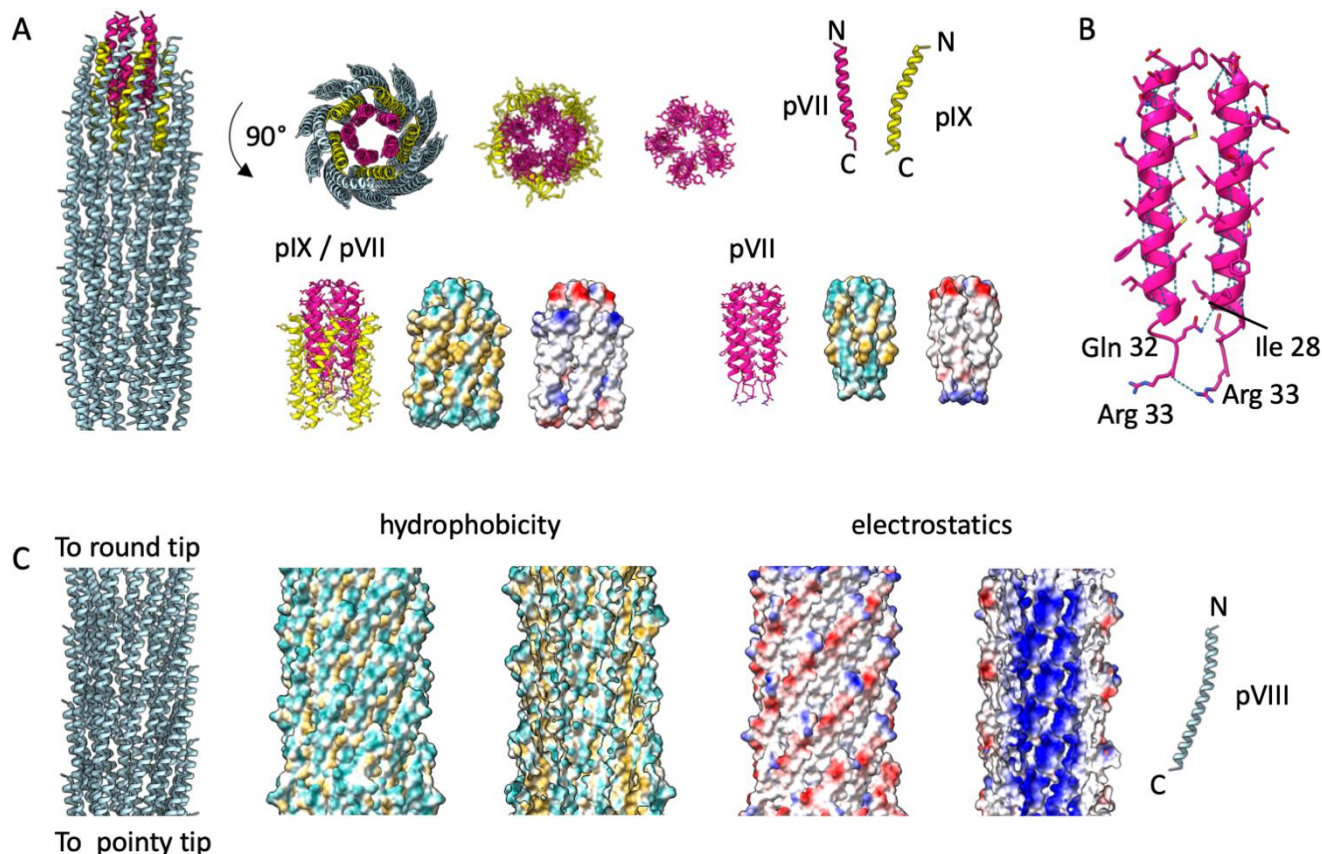 A
90°
N
pVII
C
N
pIX
C
pIX / pVII
pVII
B
Gln 32
Ile 28
Arg 33
Arg 33
C
To round tip
hydrophobicity
electrostatics
N
pVIII
C
To pointy tip